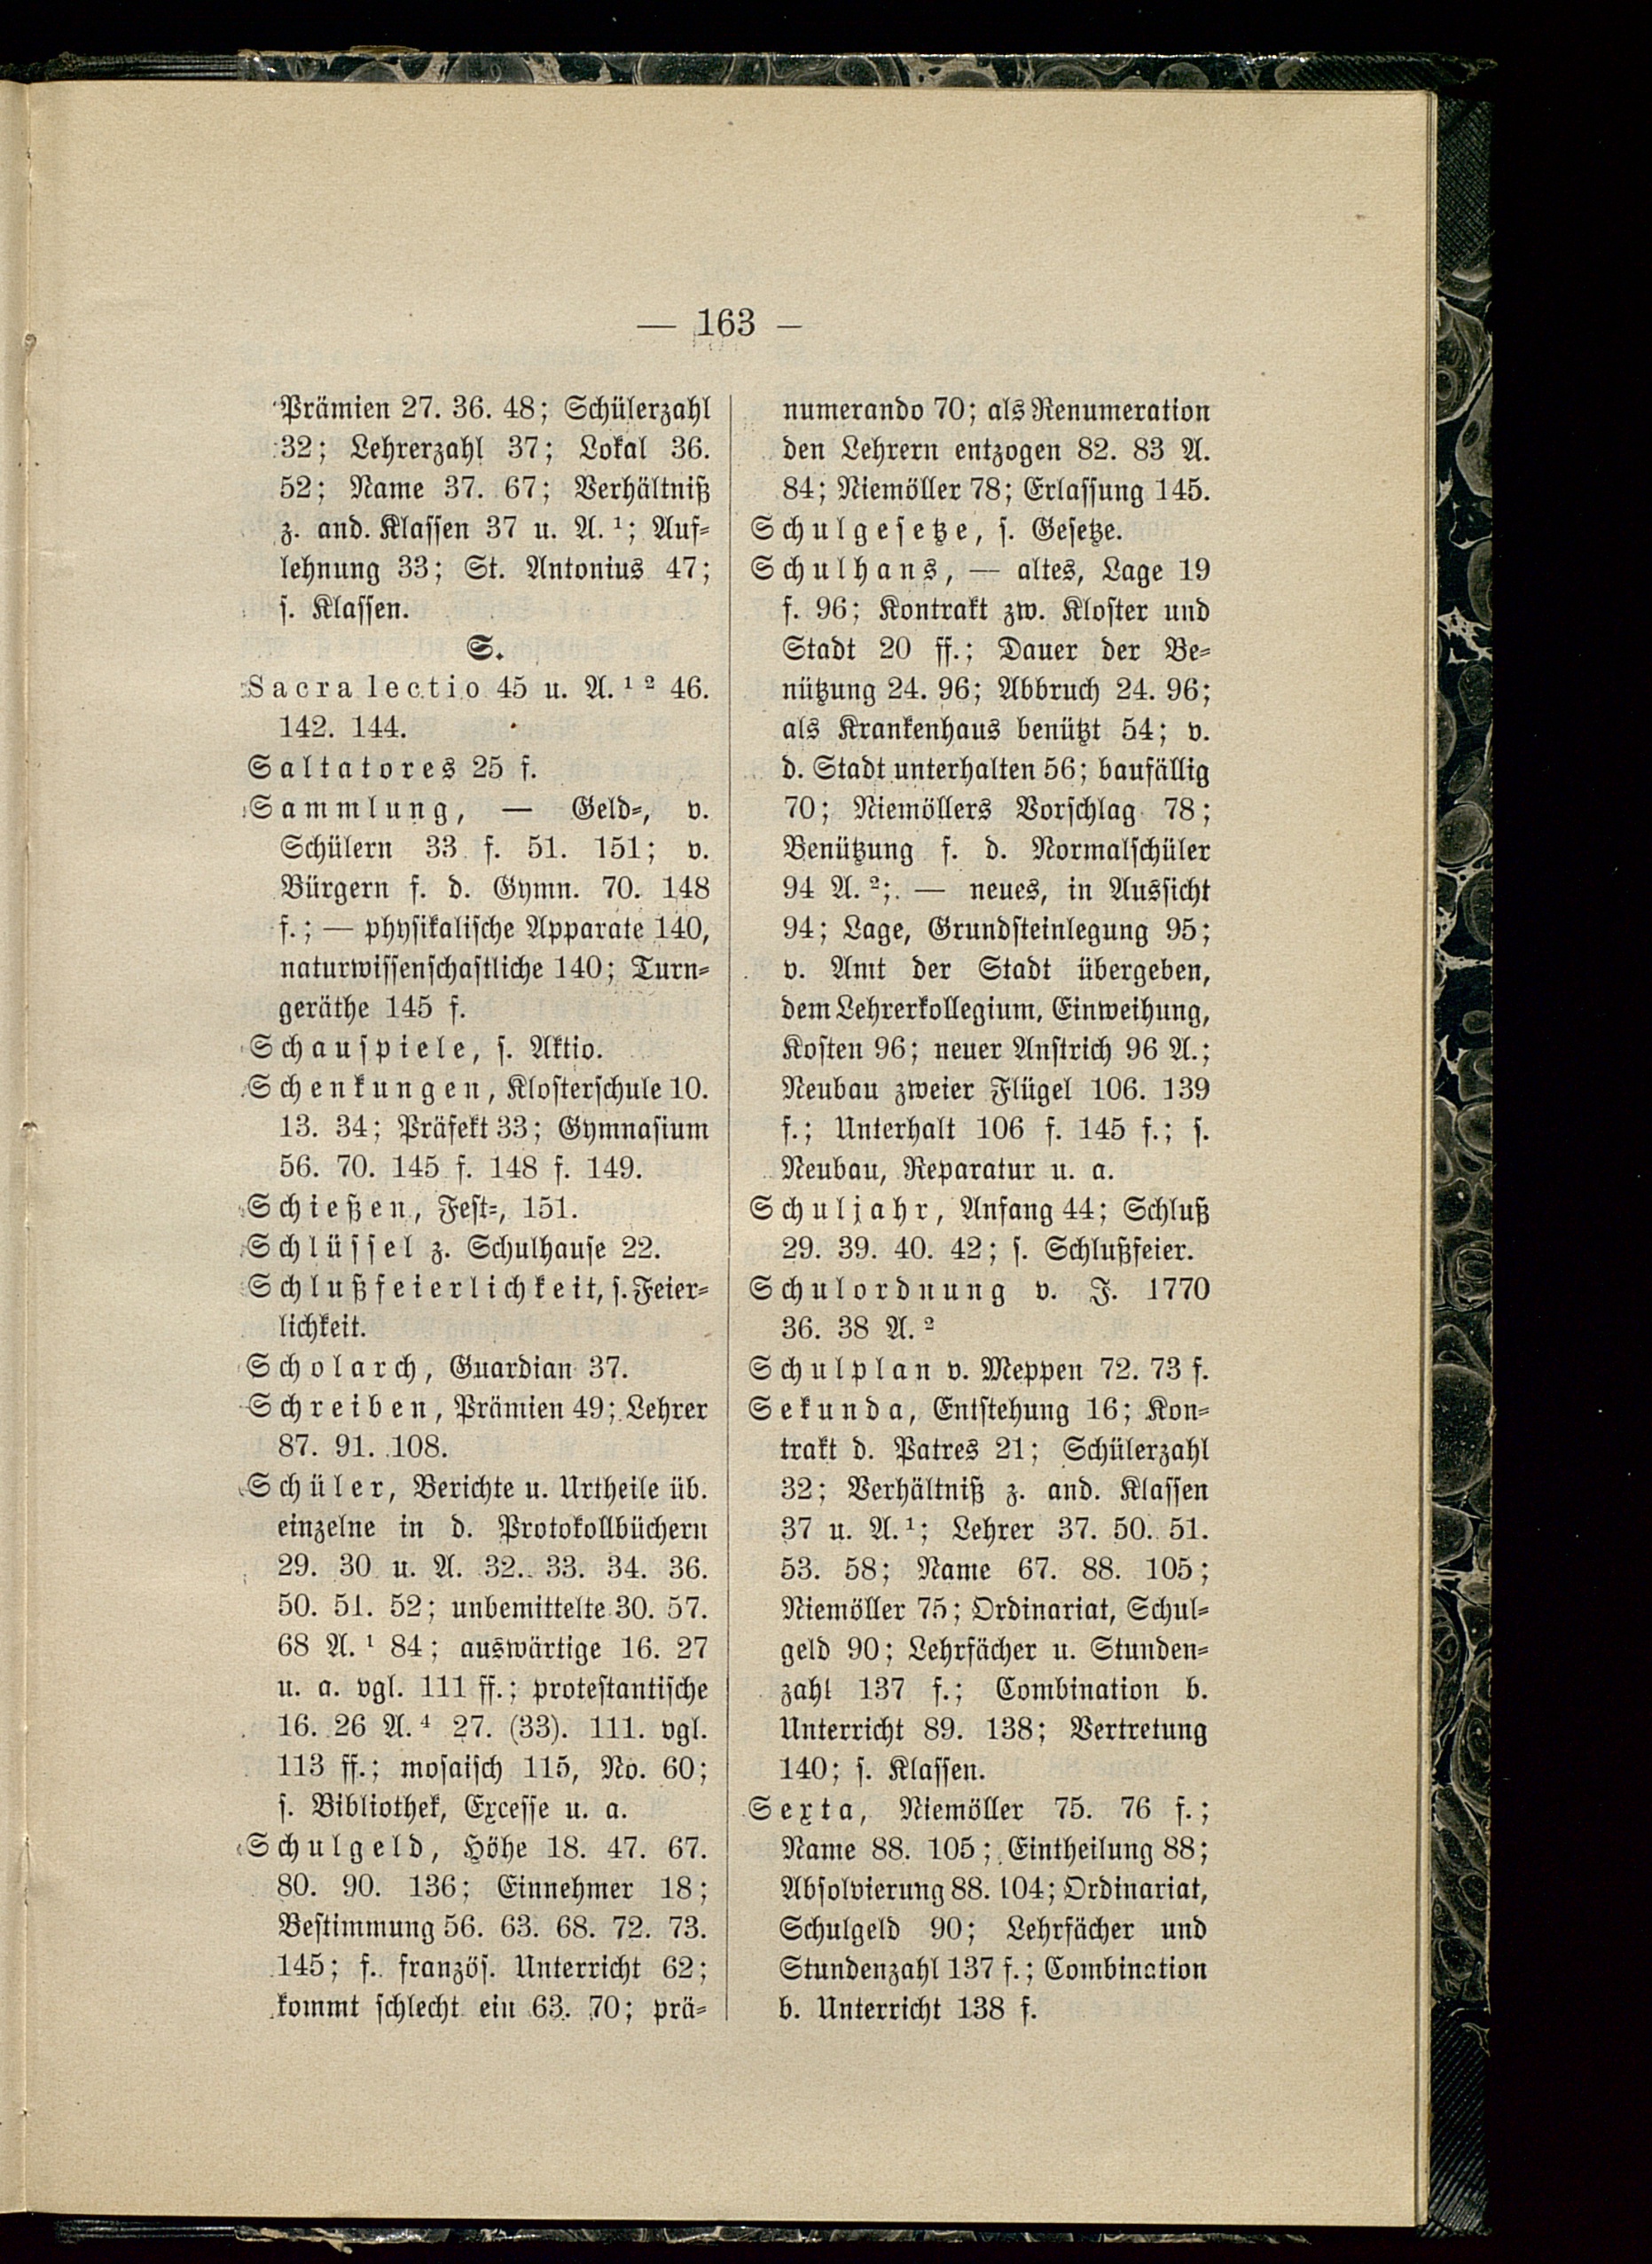 — 163 —
Prämien 27. 36. 48; Schülerzahl
32; Lehrerzahl 37; Lokal 36.
52; Name 37. 67; Verhältniß
z. and. Klassen 37 u. A.¹; Auf-
lehnung 33; St. Antonius 47;
s. Klassen.
S.
Sacra lectio 45 u. A.¹ ² 46.
142. 144.
Saltatores 25 f.
Sammlung, — Geld-, v.
Schülern 33 f. 51. 151; v.
Bürgern f. d. Gymn. 70. 148
f.; — physikalische Apparate 140,
naturwissenschaftliche 140; Turn-
geräthe 145 f.
Schauspiele, s. Aktio.
Schenkungen, Klosterschule 10.
13. 34; Präfekt 33; Gymnasium
56. 70. 145 f. 148 f. 149.
Schießen, Fest-, 151.
Schlüssel z. Schulhause 22.
Schlußfeierlichkeit, s. Feier-
lichkeit.
Scholarch, Guardian 37.
Schreiben, Prämien 49; Lehrer
87. 91. 108.
Schüler, Berichte u. Urtheile üb.
einzelne in d. Protokollbüchern
29. 30 u. A. 32. 33. 34. 36.
50. 51. 52; unbemittelte 30. 57.
68 A.¹ 84; auswärtige 16. 27
u. a. vgl. 111 ff.; protestantische
16. 26 A.⁴ 27. (33). 111. vgl.
113 ff.; mosaisch 115, No. 60;
s. Bibliothek, Excesse u. a.
Schulgeld, Höhe 18. 47. 67.
80. 90. 136; Einnehmer 18;
Bestimmung 56. 63. 68. 72. 73.
145; f. französ. Unterricht 62;
kommt schlecht ein 63. 70; prä-
numerando 70; als Renumeration
den Lehrern entzogen 82. 83 A.
84; Niemöller 78; Erlassung 145.
Schulgesetze, s. Gesetze.
Schulhans, — altes, Lage 19
f. 96; Kontrakt zw. Kloster und
Stadt 20 ff.; Dauer der Be-
nützung 24. 96; Abbruch 24. 96;
als Krankenhaus benützt 54; v.
d. Stadt unterhalten 56; baufällig
70; Niemöllers Vorschlag 78;
Benützung f. d. Normalschüler
94 A.²; — neues, in Aussicht
94; Lage, Grundsteinlegung 95;
v. Amt der Stadt übergeben,
dem Lehrerkollegium, Einweihung,
Kosten 96; neuer Anstrich 96 A.;
Neubau zweier Flügel 106. 139
f.; Unterhalt 106 f. 145 f.; s.
Neubau, Reparatur u. a.
Schuljahr, Anfang 44; Schluß
29. 39. 40. 42; s. Schlußfeier.
Schulordnung v. J. 1770
36. 38 A.²
Schulplan v. Meppen 72. 73 f.
Sekunda, Entstehung 16; Kon-
trakt d. Patres 21; Schülerzahl
32; Verhältniß z. and. Klassen
37 u. A.¹; Lehrer 37. 50. 51.
53. 58; Name 67. 88. 105;
Niemöller 75; Ordinariat, Schul-
geld 90; Lehrfächer u. Stunden-
zahl 137 f.; Combination b.
Unterricht 89. 138; Vertretung
140; s. Klassen.
Sexta, Niemöller 75. 76 f.;
Name 88. 105; Eintheilung 88;
Absolvierung 88. 104; Ordinariat,
Schulgeld 90; Lehrfächer und
Stundenzahl 137 f.; Combination
b. Unterricht 138 f.